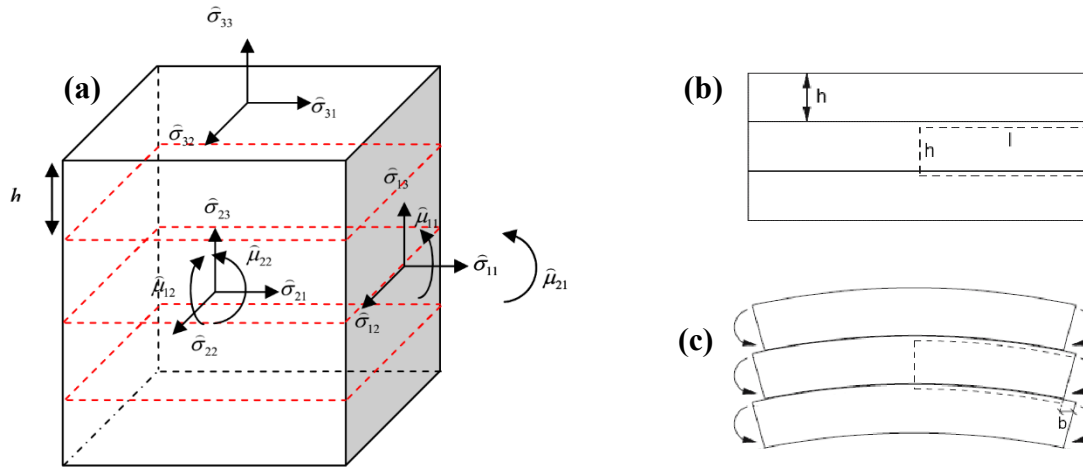 (a)
σ̂₃₃
σ̂₃₁
σ̂₃₂
h
σ̂₂₃
μ̂₂₂
μ̂₁₂
σ̂₂₁
σ̂₂₂
σ̂₁₃
μ̂₁₁
σ̂₁₁
μ̂₂₁
σ̂₁₂
(b)
h
h
l
(c)
b